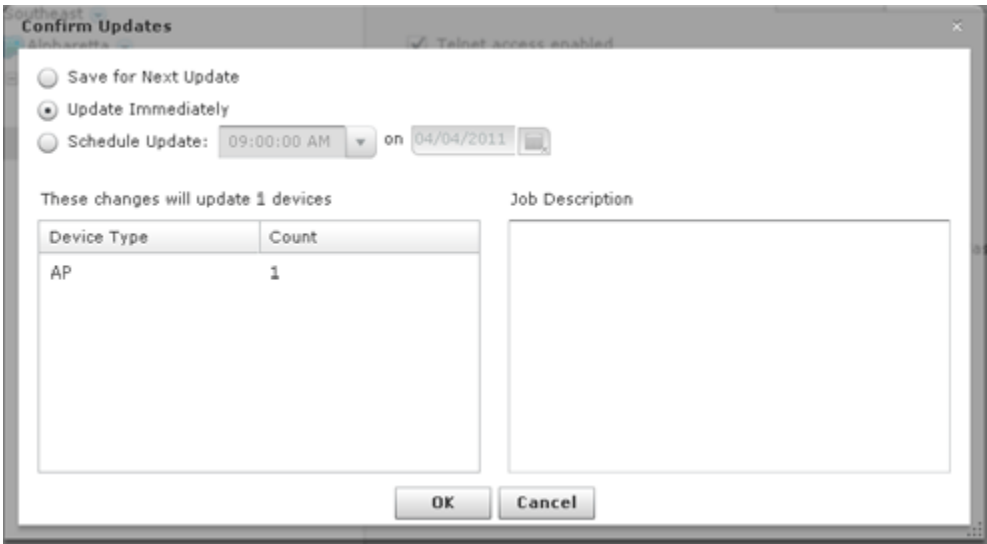 Southeast
Confirm Updates
Alpharetta
Telnet access enabled
Save for Next Update
Update Immediately
Schedule Update: 09:00:00 AM on 04/04/2011
These changes will update 1 devices
Job Description
Device Type Count
AP 1
OK Cancel